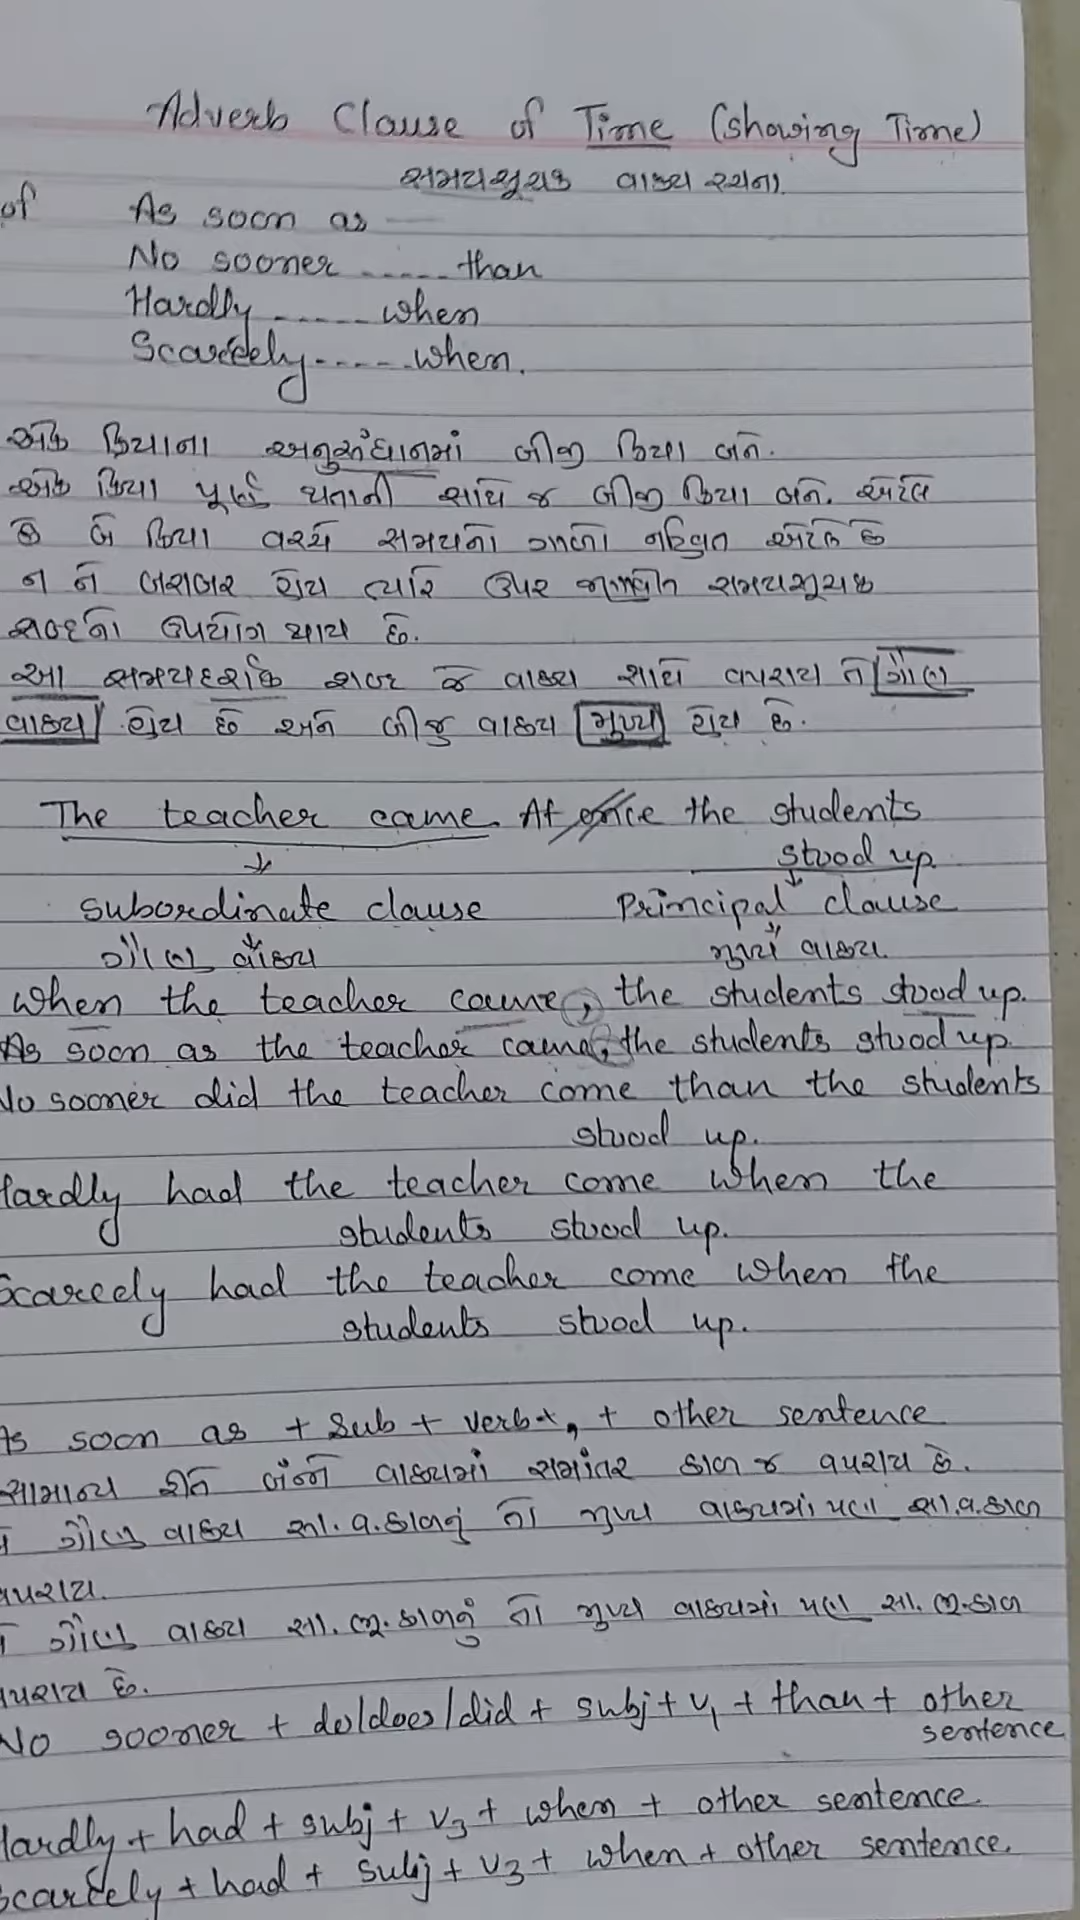 Adverb Clause of Time (showing Time)
સમયસૂચક વાક્ય રચના.
of As soon as
No sooner ..... than
Hardly ..... when
Scarcely .... when.
એક ક્રિયાના અનુસંધાનમાં બીજી ક્રિયા બને.
એક ક્રિયા પૂર્ણ થતાની સાથે જ બીજી ક્રિયા બને. એટલે
કે બે ક્રિયા વચ્ચે સમયનો ગાળો નહિવત એટલે કે
ન ને બરાબર હોય ત્યારે ઉપર જણાવેલ સમયસૂચક
શબ્દનો ઉપયોગ થાય છે.
આ સમયદર્શક શબ્દ જે વાક્ય સાથે વપરાય તે ગૌણ
વાક્ય હોય છે અને બીજુ વાક્ય મુખ્ય હોય છે.
The teacher came. At once the students
stood up.
subordinate clause Principal clause
ગૌણ વાક્ય મુખ્ય વાક્ય.
when the teacher came, the students stood up.
As soon as the teacher came, the students stood up.
No sooner did the teacher come than the students
stood up.
Hardly had the teacher come when the
students stood up.
Scarcely had the teacher come when the
students stood up.
As soon as + Sub + verb + , + other sentence
સામાન્ય રીતે બંન્ને વાક્યમાં સમાંતર કાળ જ વપરાય છે.
ગૌણ વાક્ય સા.વ.કાળનું તો મુખ્ય વાક્યમાં પણ સા.વ.કાળ
વપરાય.
ગૌણ વાક્ય સા.ભૂ.કાળનું તો મુખ્ય વાક્યમાં પણ સા.ભૂ.કાળ
વપરાય છે.
No sooner + do/does/did + subj + v1 + than + other
sentence
Hardly + had + subj + v3 + when + other sentence.
Scarcely + had + subj + v3 + when + other sentence.